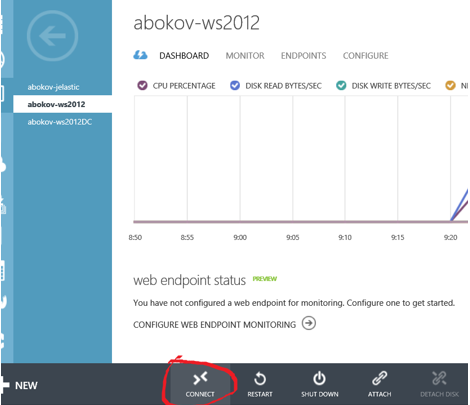 abokov-ws2012
DASHBOARD MONITOR ENDPOINTS CONFIGURE
abokov-jelastic
abokov-ws2012
abokov-ws2012DC
CPU PERCENTAGE DISK READ BYTES/SEC DISK WRITE BYTES/SEC
8:50 8:55 9:00 9:05 9:10 9:15 9:20
web endpoint status PREVIEW
You have not configured a web endpoint for monitoring. Configure one to get started.
CONFIGURE WEB ENDPOINT MONITORING
NEW
CONNECT RESTART SHUT DOWN ATTACH DETACH DISK